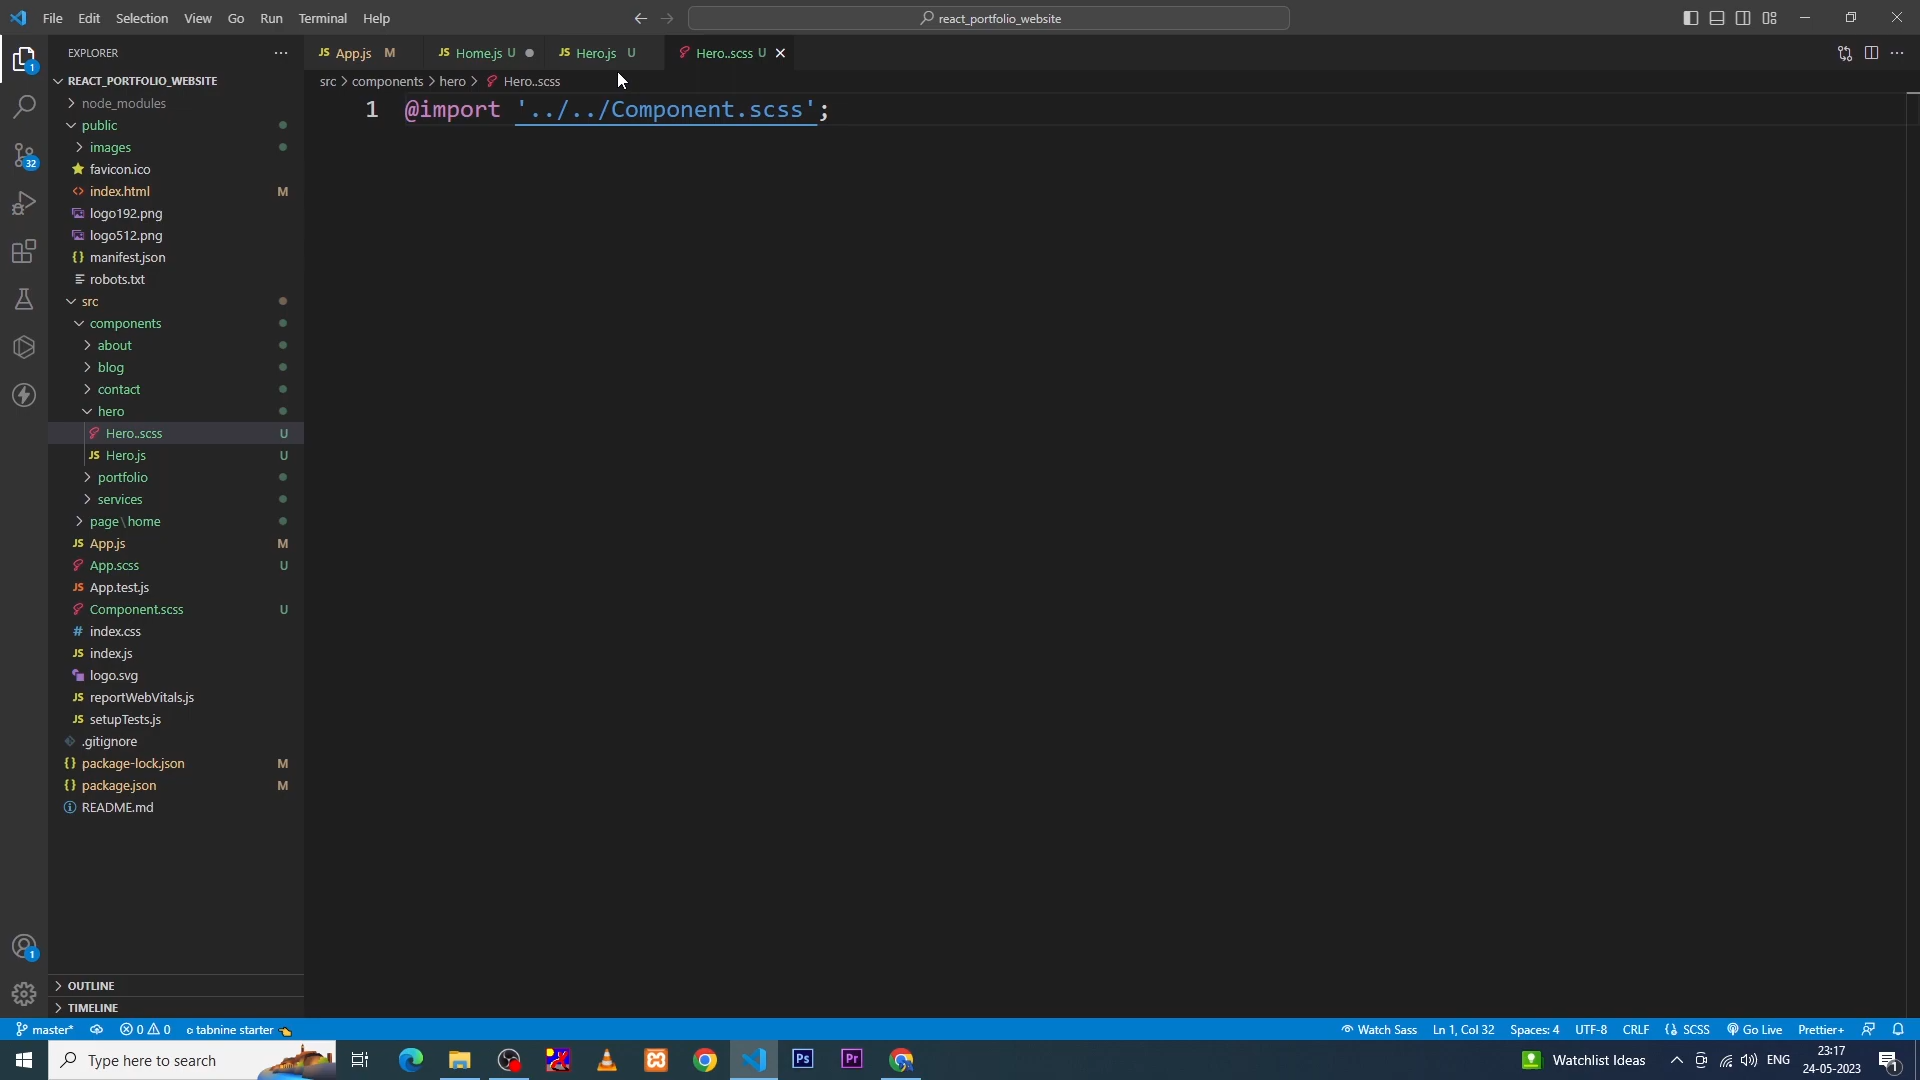 File Edit Selection View Go Run Terminal Help
react_portfolio_website
EXPLORER
App.js M
Home.js U
Hero.js U
Hero..scss U
REACT_PORTFOLIO_WEBSITE
src > components > hero > Hero..scss
1 @import '../../Component.scss';
node_modules
public
images
favicon.ico
index.html M
logo192.png
logo512.png
manifest.json
robots.txt
src
components
about
blog
contact
hero
Hero..scss U
Hero.js U
portfolio
services
page\home
App.js M
App.scss U
App.test.js
Component.scss U
index.css
index.js
logo.svg
reportWebVitals.js
setupTests.js
.gitignore
package-lock.json M
package.json M
README.md
OUTLINE
TIMELINE
1
32
1
master* 0 0 tabnine starter
Watch Sass Ln 1, Col 32 Spaces: 4 UTF-8 CRLF SCSS Go Live Prettier+
Type here to search
Ps
Pr
Watchlist Ideas
ENG
23:17
24-05-2023
1